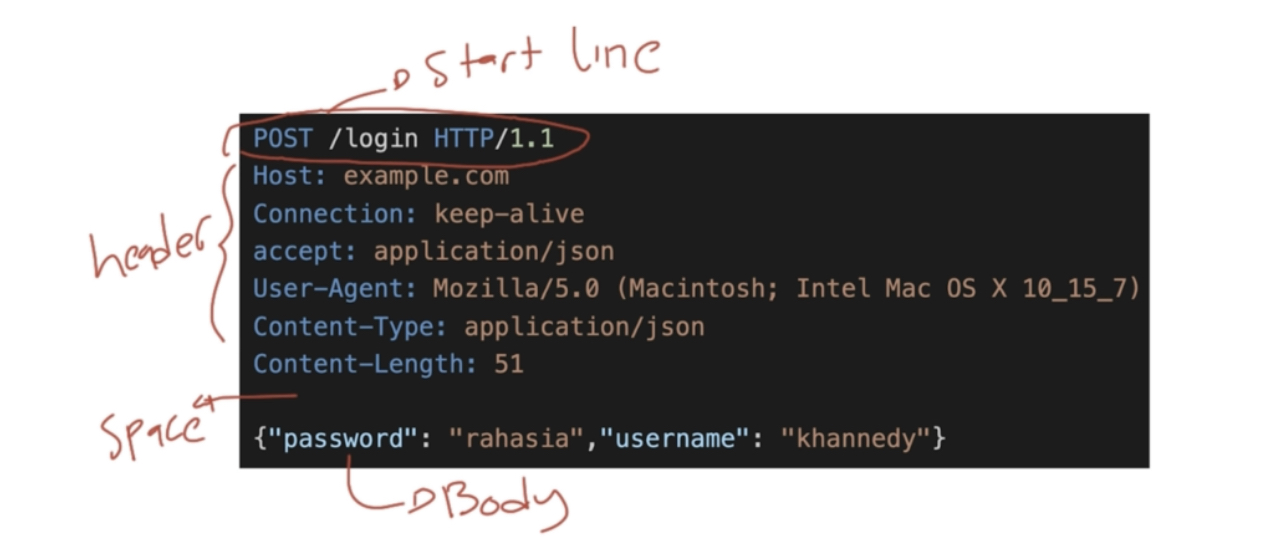 Start line
POST /login HTTP/1.1
Host: example.com
Connection: keep-alive
header
accept: application/json
User-Agent: Mozilla/5.0 (Macintosh; Intel Mac OS X 10_15_7)
Content-Type: application/json
Content-Length: 51
Space
{"password": "rahasia","username": "khannedy"}
Body